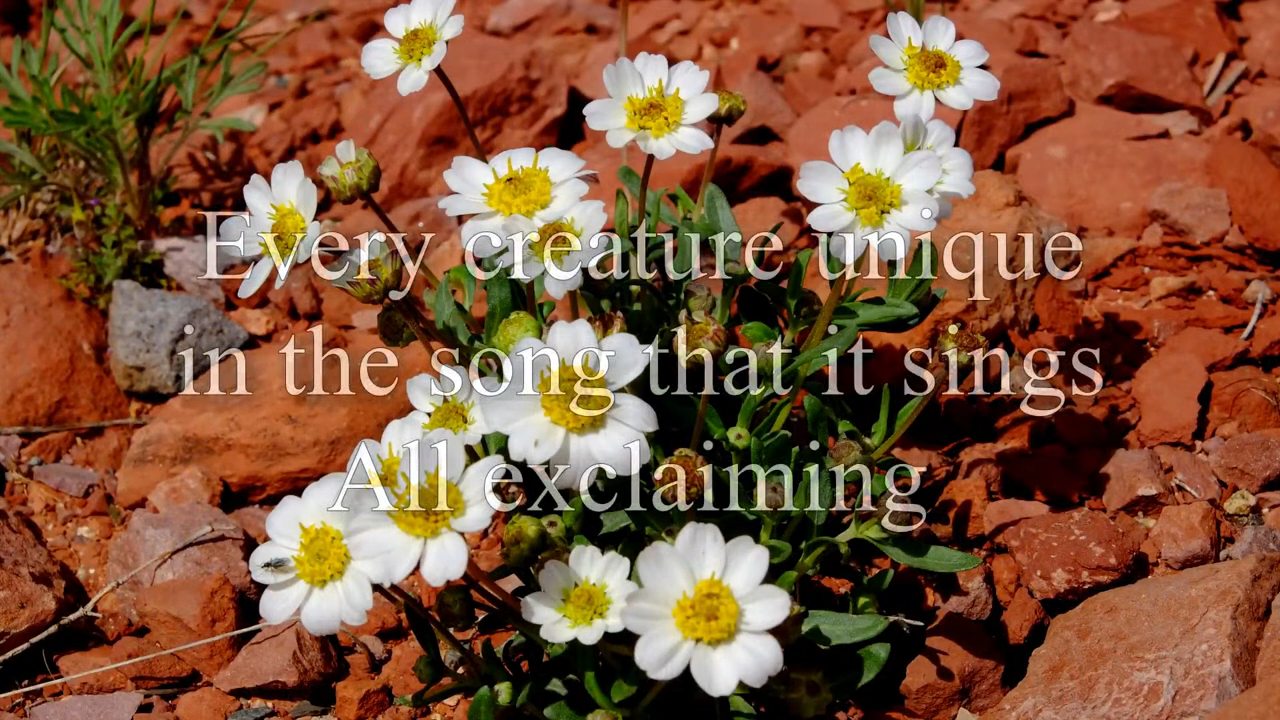 Every creature unique
in the song that it sings
All exclaiming